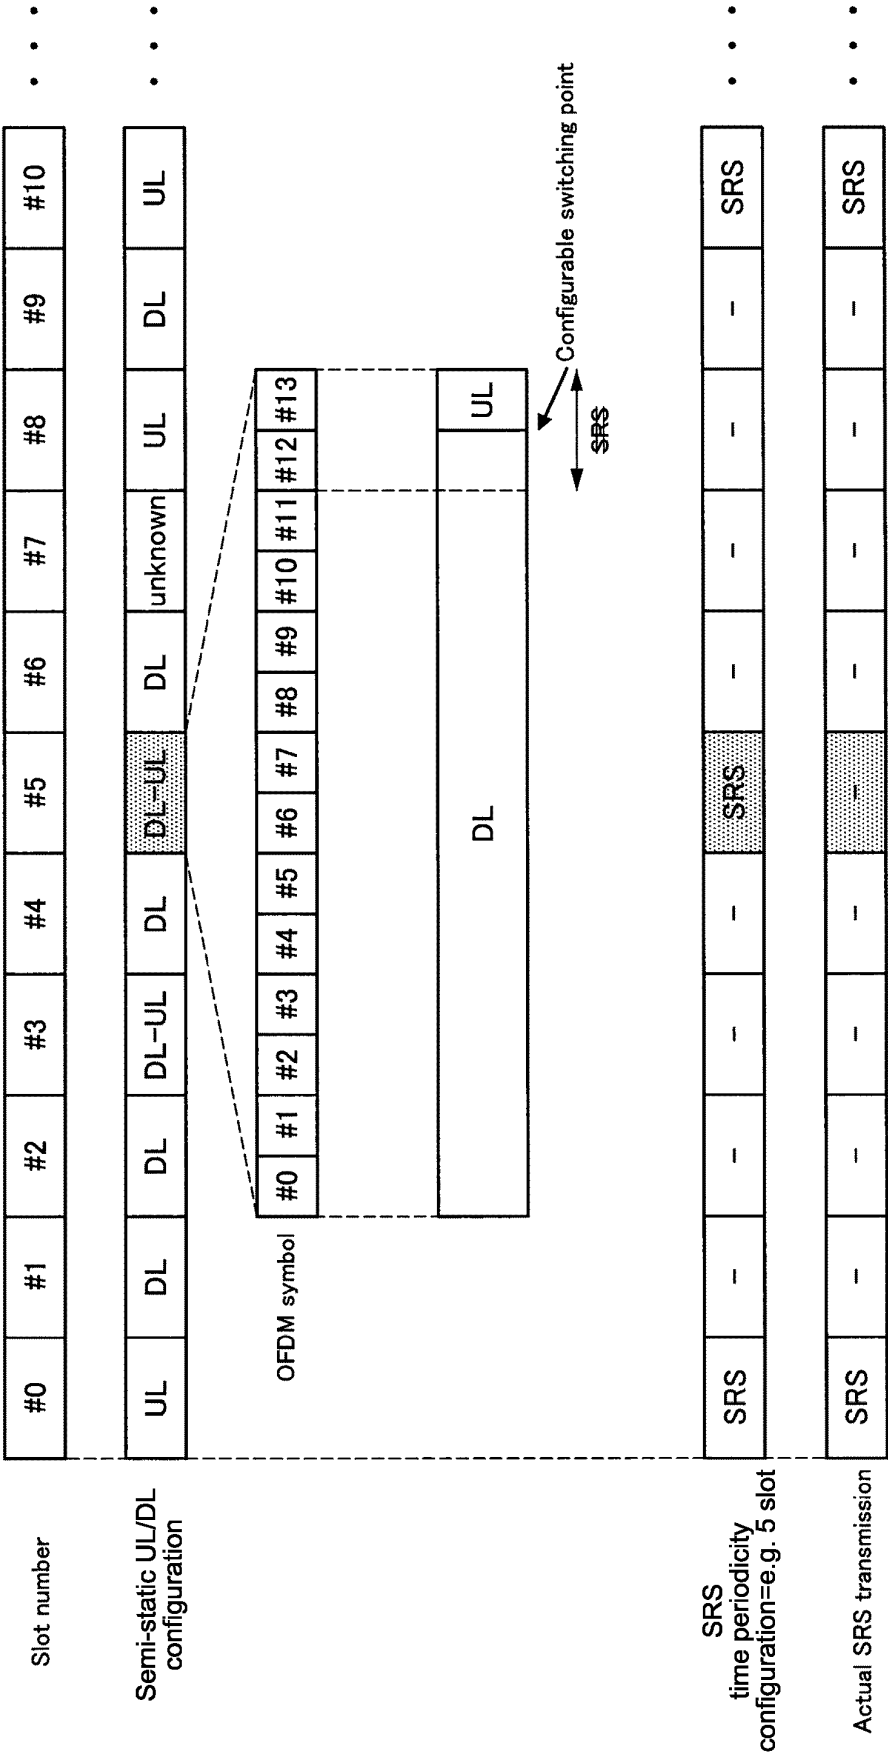 Slot number #0 #1 #2 #3 #4 #5 #6 #7 #8 #9 #10 • • •
Semi-static UL/DL
configuration
UL DL DL DL-UL DL DL-UL DL unknown UL DL UL • • •
OFDM symbol #0 #1 #2 #3 #4 #5 #6 #7 #8 #9 #10 #11 #12 #13
DL UL
Configurable switching point
SRS
SRS
time periodicity
configuration=e.g. 5 slot
SRS - - - - SRS - - - - SRS • • •
Actual SRS transmission SRS - - - - - - - - - SRS • • •